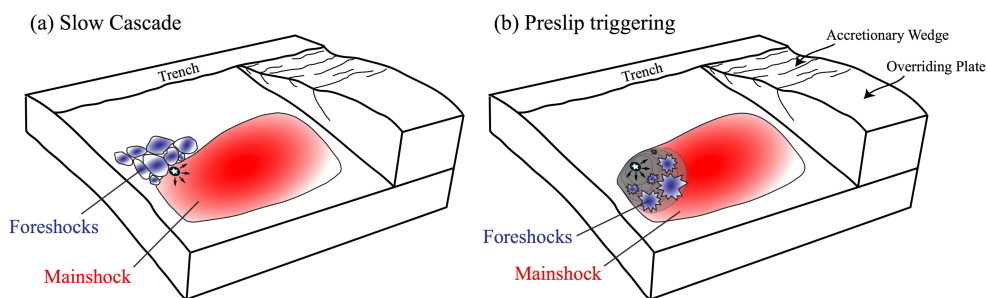 (a) Slow Cascade
Trench
Foreshocks
Mainshock
(b) Preslip triggering
Accretionary Wedge
Overriding Plate
Trench
Foreshocks
Mainshock